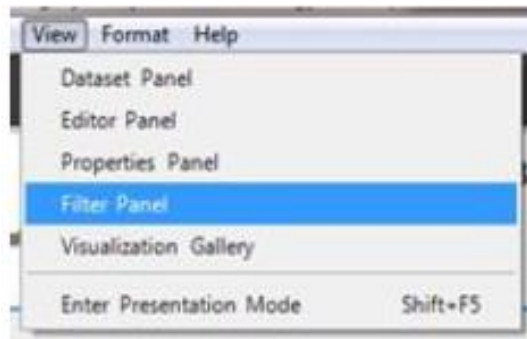 View Format Help
Dataset Panel
Editor Panel
Properties Panel
Filter Panel
Visualization Gallery
Enter Presentation Mode Shift+F5